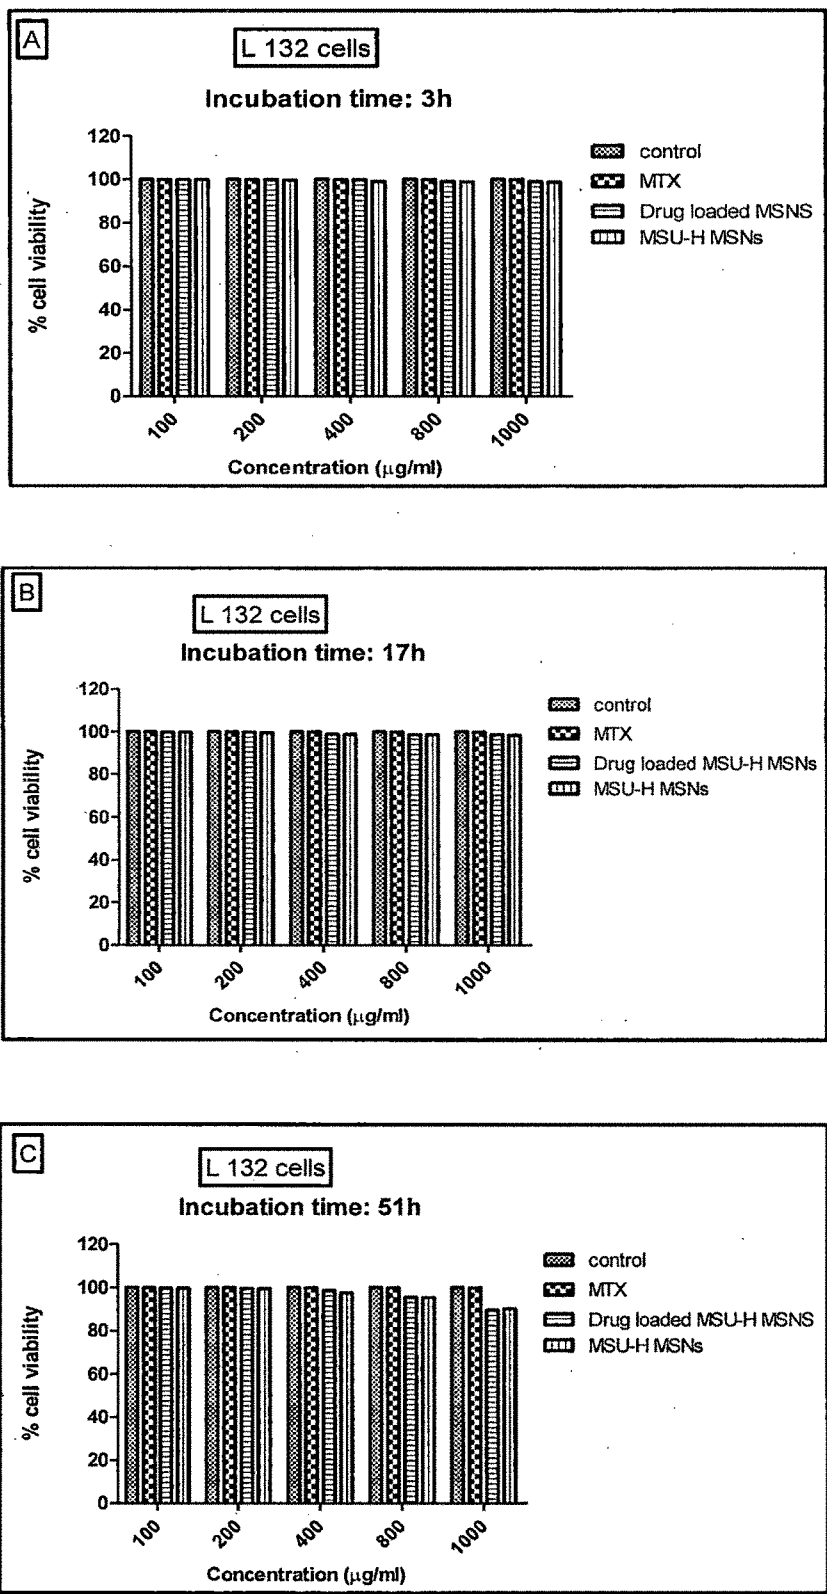 A
L 132 cells
Incubation time: 3h
120
100
80
60
40
20
0
% cell viability
100 200 400 800 1000
Concentration (µg/ml)
control
MTX
Drug loaded MSNS
MSU-H MSNs
B
L 132 cells
Incubation time: 17h
120
100
80
60
40
20
0
% cell viability
100 200 400 800 1000
Concentration (µg/ml)
control
MTX
Drug loaded MSU-H MSNs
MSU-H MSNs
C
L 132 cells
Incubation time: 51h
120
100
80
60
40
20
0
% cell viability
100 200 400 800 1000
Concentration (µg/ml)
control
MTX
Drug loaded MSU-H MSNS
MSU-H MSNs